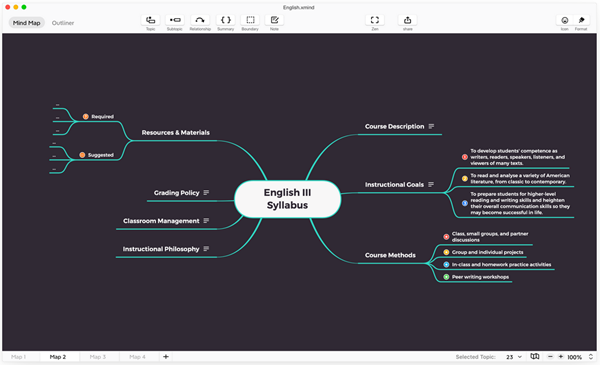 English.xmind
Mind Map
Outliner
Topic
Subtopic
Relationship
Summary
Boundary
Note
Zen
share
Icon
Format
Required
Suggested
Resources & Materials
Grading Policy
Classroom Management
Instructional Philosophy
English III
Syllabus
Course Description
Instructional Goals
To develop students' competence as
writers, readers, speakers, listeners, and
viewers of many texts.
To read and analyse a variety of American
literature, from classic to contemporary.
To prepare students for higher-level
reading and writing skills and heighten
their overall communication skills so they
may become successful in life.
Course Methods
Class, small groups, and partner
discussions
Group and individual projects
In-class and homework practice activities
Peer writing workshops
Map 1
Map 2
Map 3
Map 4
Selected Topic:
23
100%